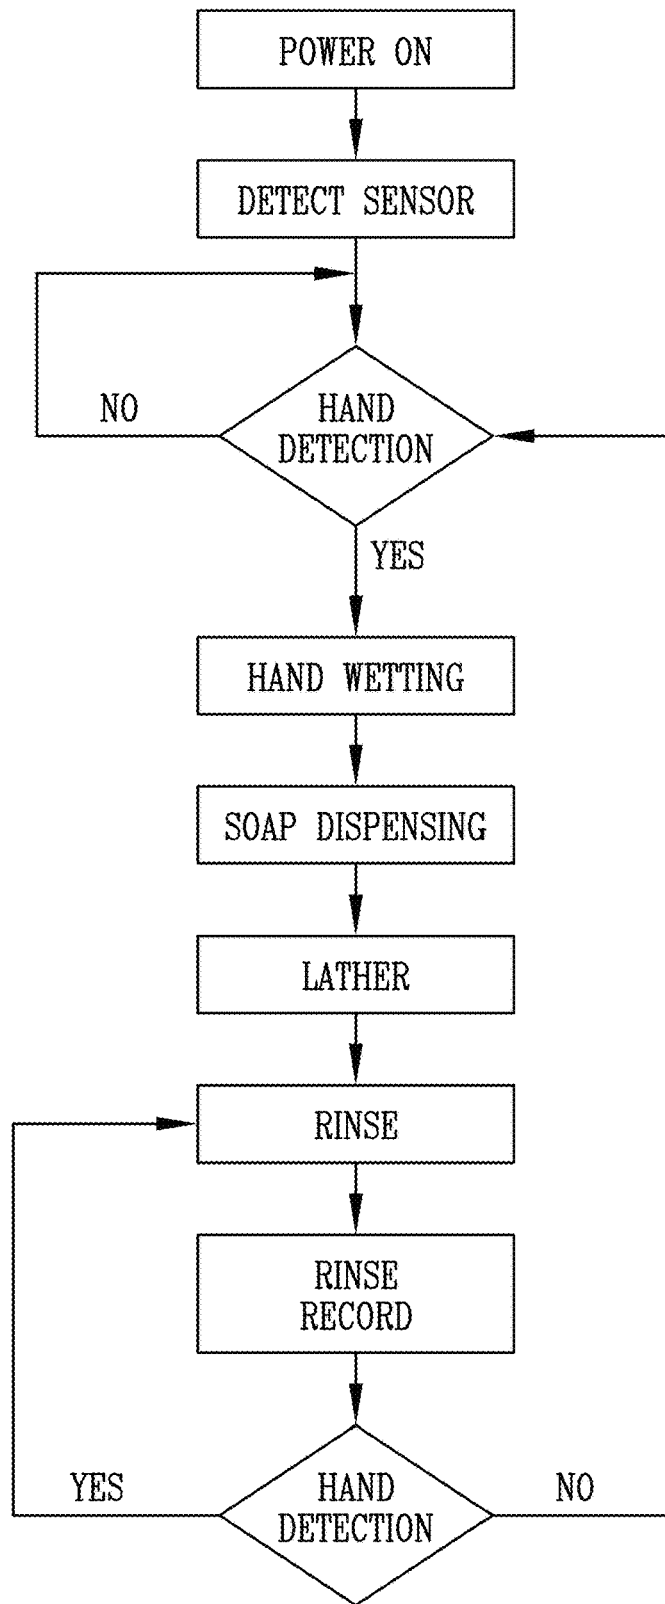 POWER ON
DETECT SENSOR
NO
HAND
DETECTION
YES
HAND WETTING
SOAP DISPENSING
LATHER
RINSE
RINSE
RECORD
YES
HAND
DETECTION
NO